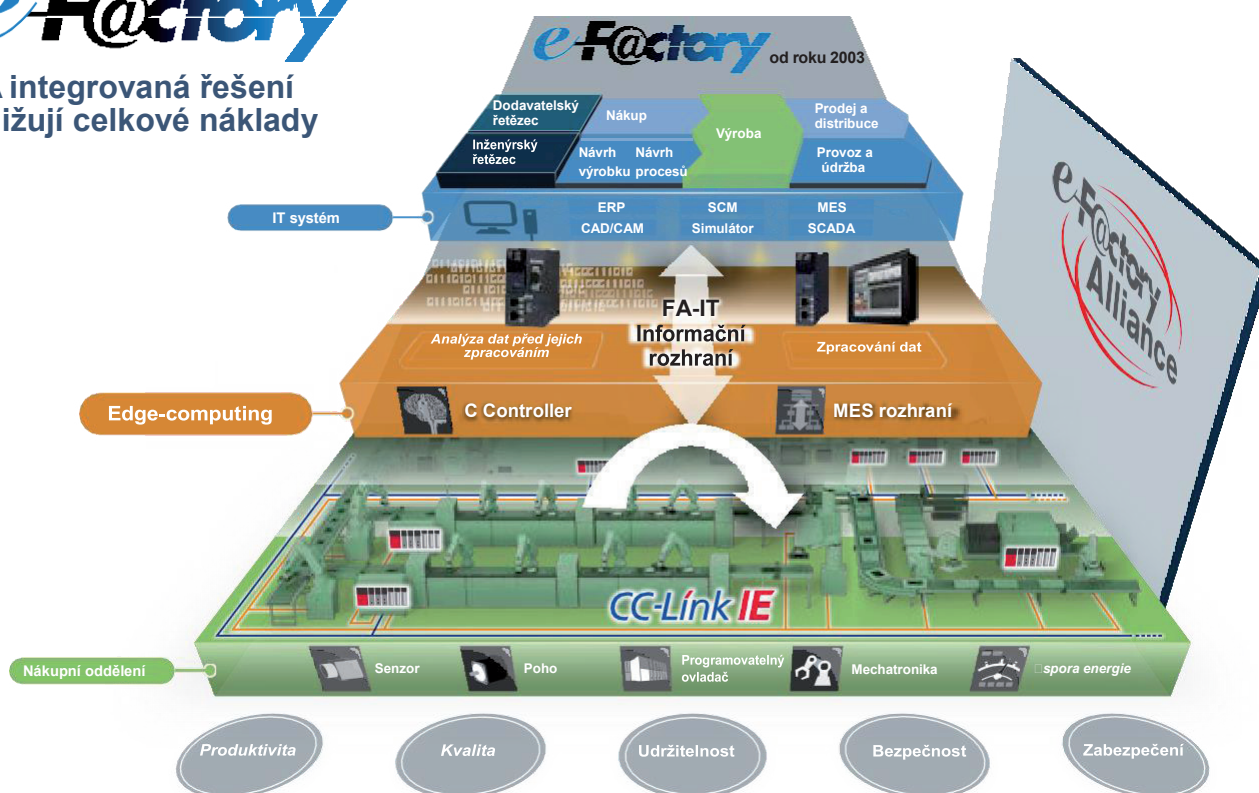 e-F@ctory
integrovaná řešení
ižují celkové náklady
e-F@ctory od roku 2003
Dodavatelský
řetězec
Nákup
Výroba
Prodej a
distribuce
Inženýrský
řetězec
Návrh
výrobku
Návrh
procesů
Provoz a
údržba
IT systém
ERP
SCM
MES
CAD/CAM
Simulátor
SCADA
FA-IT
Informační
rozhraní
Analýza dat před jejich
zpracováním
Zpracování dat
Edge-computing
C Controller
MES rozhraní
e-F@ctory
Alliance
CC-Línk IE
Nákupní oddělení
Senzor
Poho
Programovatelný
ovladač
Mechatronika
spora energie
Produktivita
Kvalita
Udržitelnost
Bezpečnost
Zabezpečení